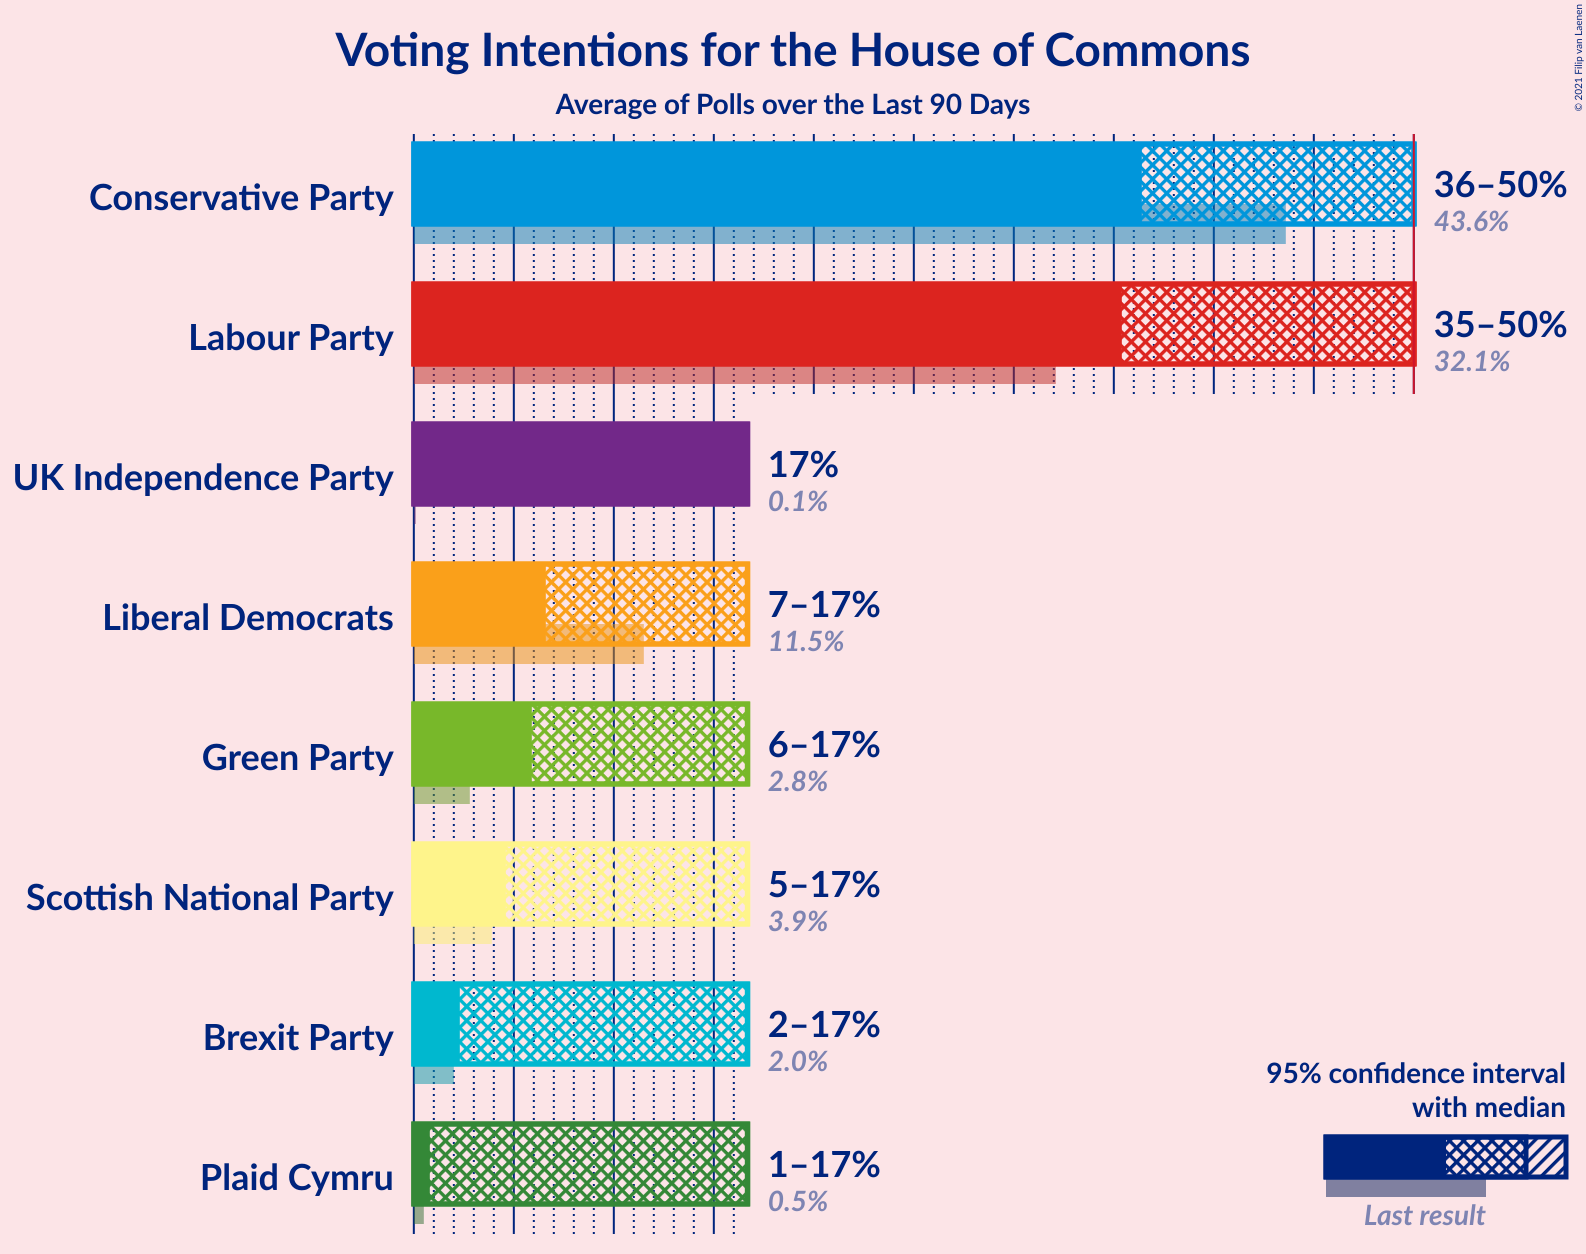 Voting Intentions for the House of Commons
Average of Polls over the Last 90 Days
© 2021 Filip van Laenen
Conservative Party
36–50%
43.6%
Labour Party
35–50%
32.1%
UK Independence Party
17%
0.1%
Liberal Democrats
7–17%
11.5%
Green Party
6–17%
2.8%
Scottish National Party
5–17%
3.9%
Brexit Party
2–17%
2.0%
Plaid Cymru
1–17%
0.5%
95% confidence interval
with median
Last result